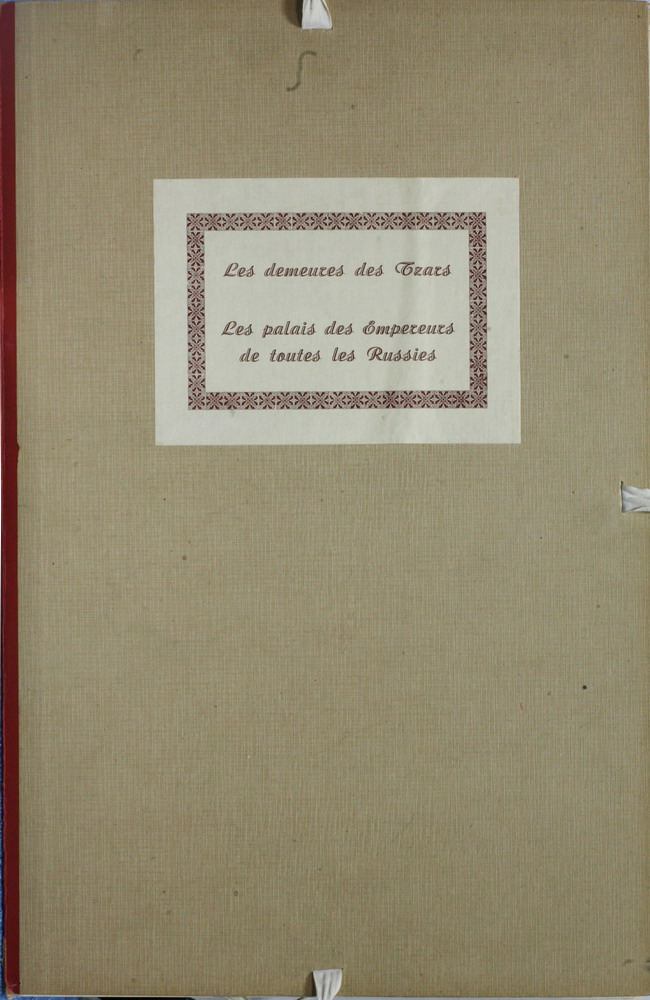 Les demeures des Tzars
Les palais des Empereurs
de toutes les Russies